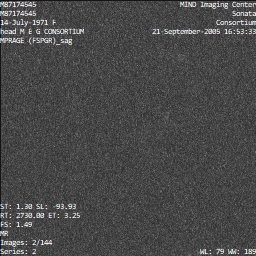 M87174545
MIND Imaging Center
M87174545
Sonata
14-July-1971 F
Consortium
head M E G CONSORTIUM
21-September-2005 16:53:33
MPRAGE (FSPGR)_sag
ST: 1.30 SL: -93.93
RT: 2730.00 ET: 3.25
FS: 1.49
MR
Images: 2/144
Series: 2
WL: 79 WW: 189